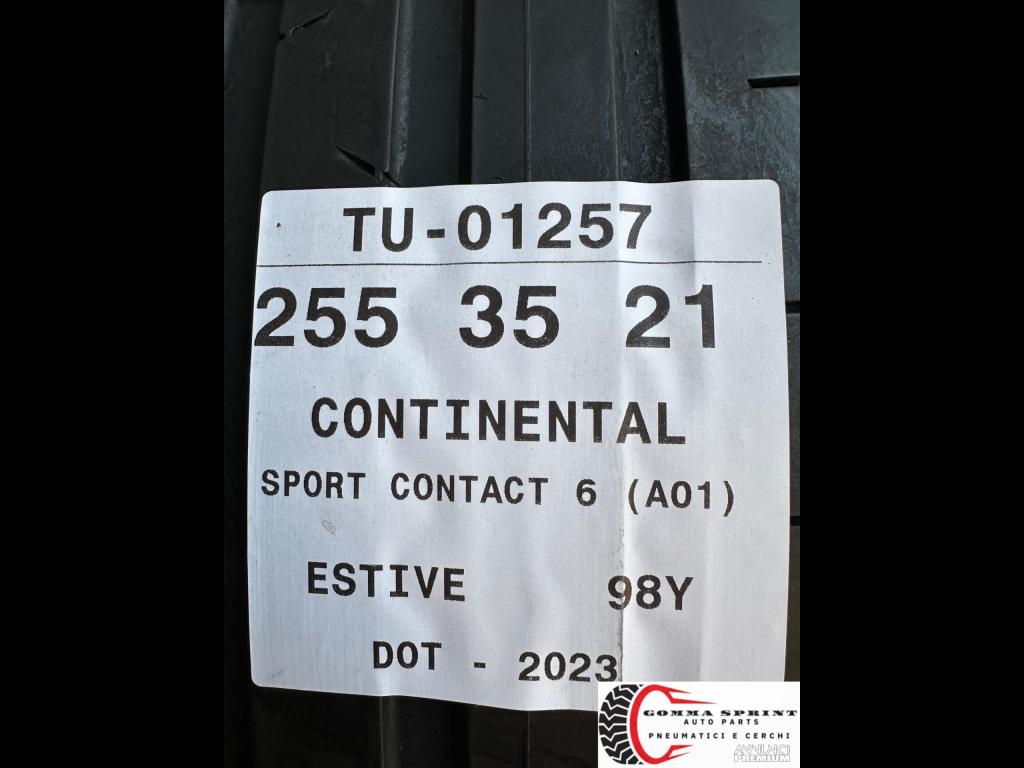 TU-01257
255 35 21
CONTINENTAL
SPORT CONTACT 6 (AO1)
ESTIVE 98Y
DOT - 2023
GOMMA SPRINT
AUTO PARTS
PNEUMATICI E CERCHI
ANNUNCI
PREMIUM